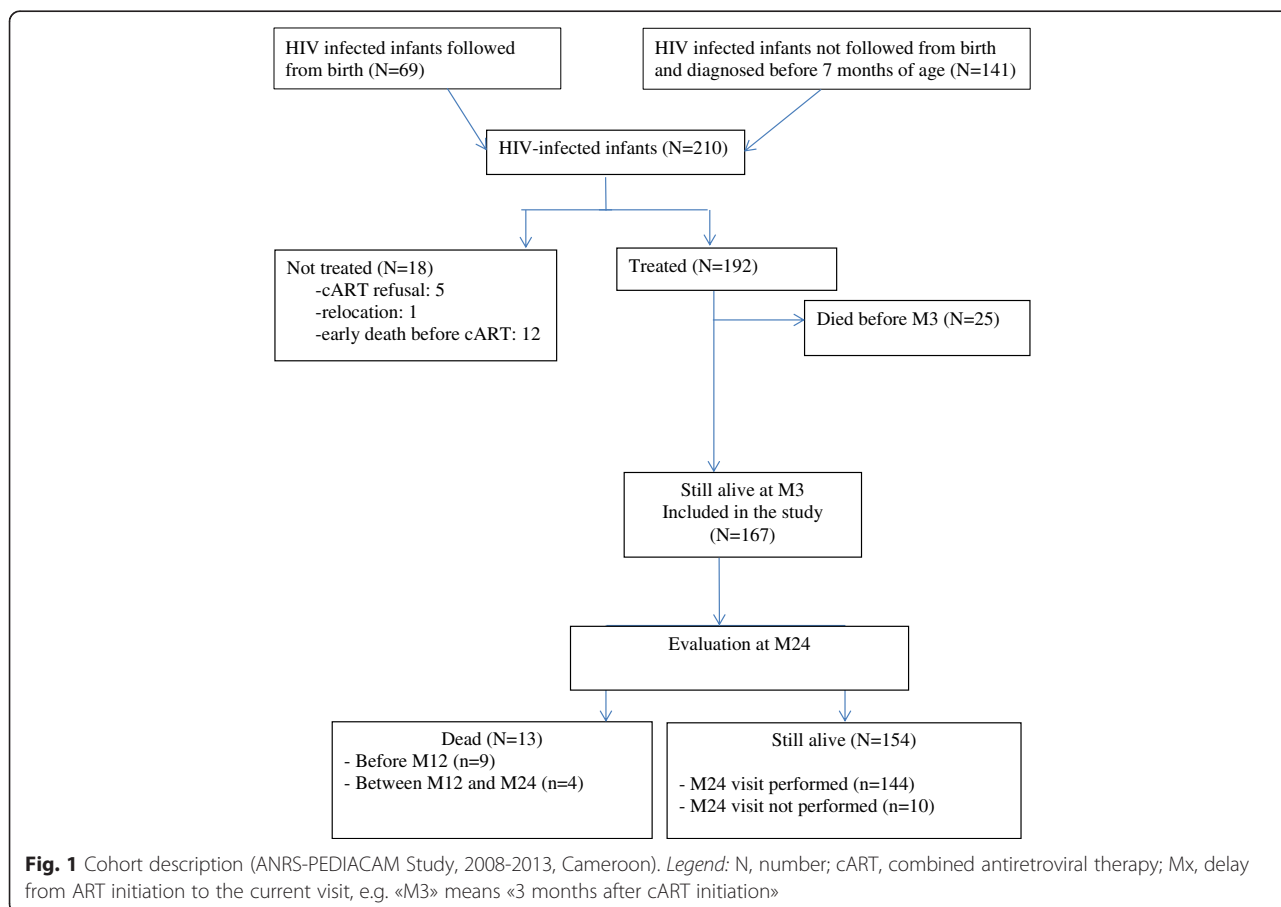 HIV infected infants followed
from birth (N=69)
HIV infected infants not followed from birth
and diagnosed before 7 months of age (N=141)
HIV-infected infants (N=210)
Not treated (N=18)
-cART refusal: 5
-relocation: 1
-early death before cART: 12
Treated (N=192)
Died before M3 (N=25)
Still alive at M3
Included in the study
(N=167)
Evaluation at M24
Dead (N=13)
- Before M12 (n=9)
- Between M12 and M24 (n=4)
Still alive (N=154)
- M24 visit performed (n=144)
- M24 visit not performed (n=10)
Fig. 1 Cohort description (ANRS-PEDIACAM Study, 2008-2013, Cameroon). Legend: N, number; cART, combined antiretroviral therapy; Mx, delay
from ART initiation to the current visit, e.g. «M3» means «3 months after cART initiation»